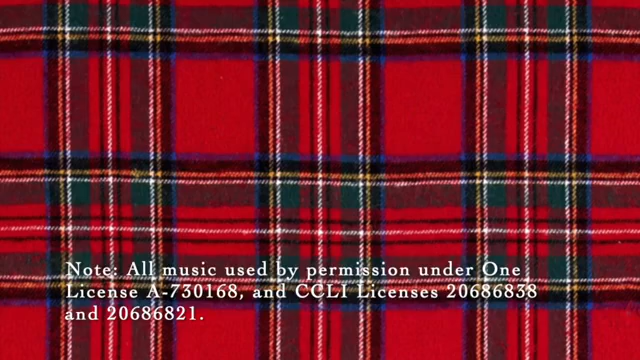 Note: All music used by permission under One
License A-730168, and CCLI Licenses 20686838
and 20686821.